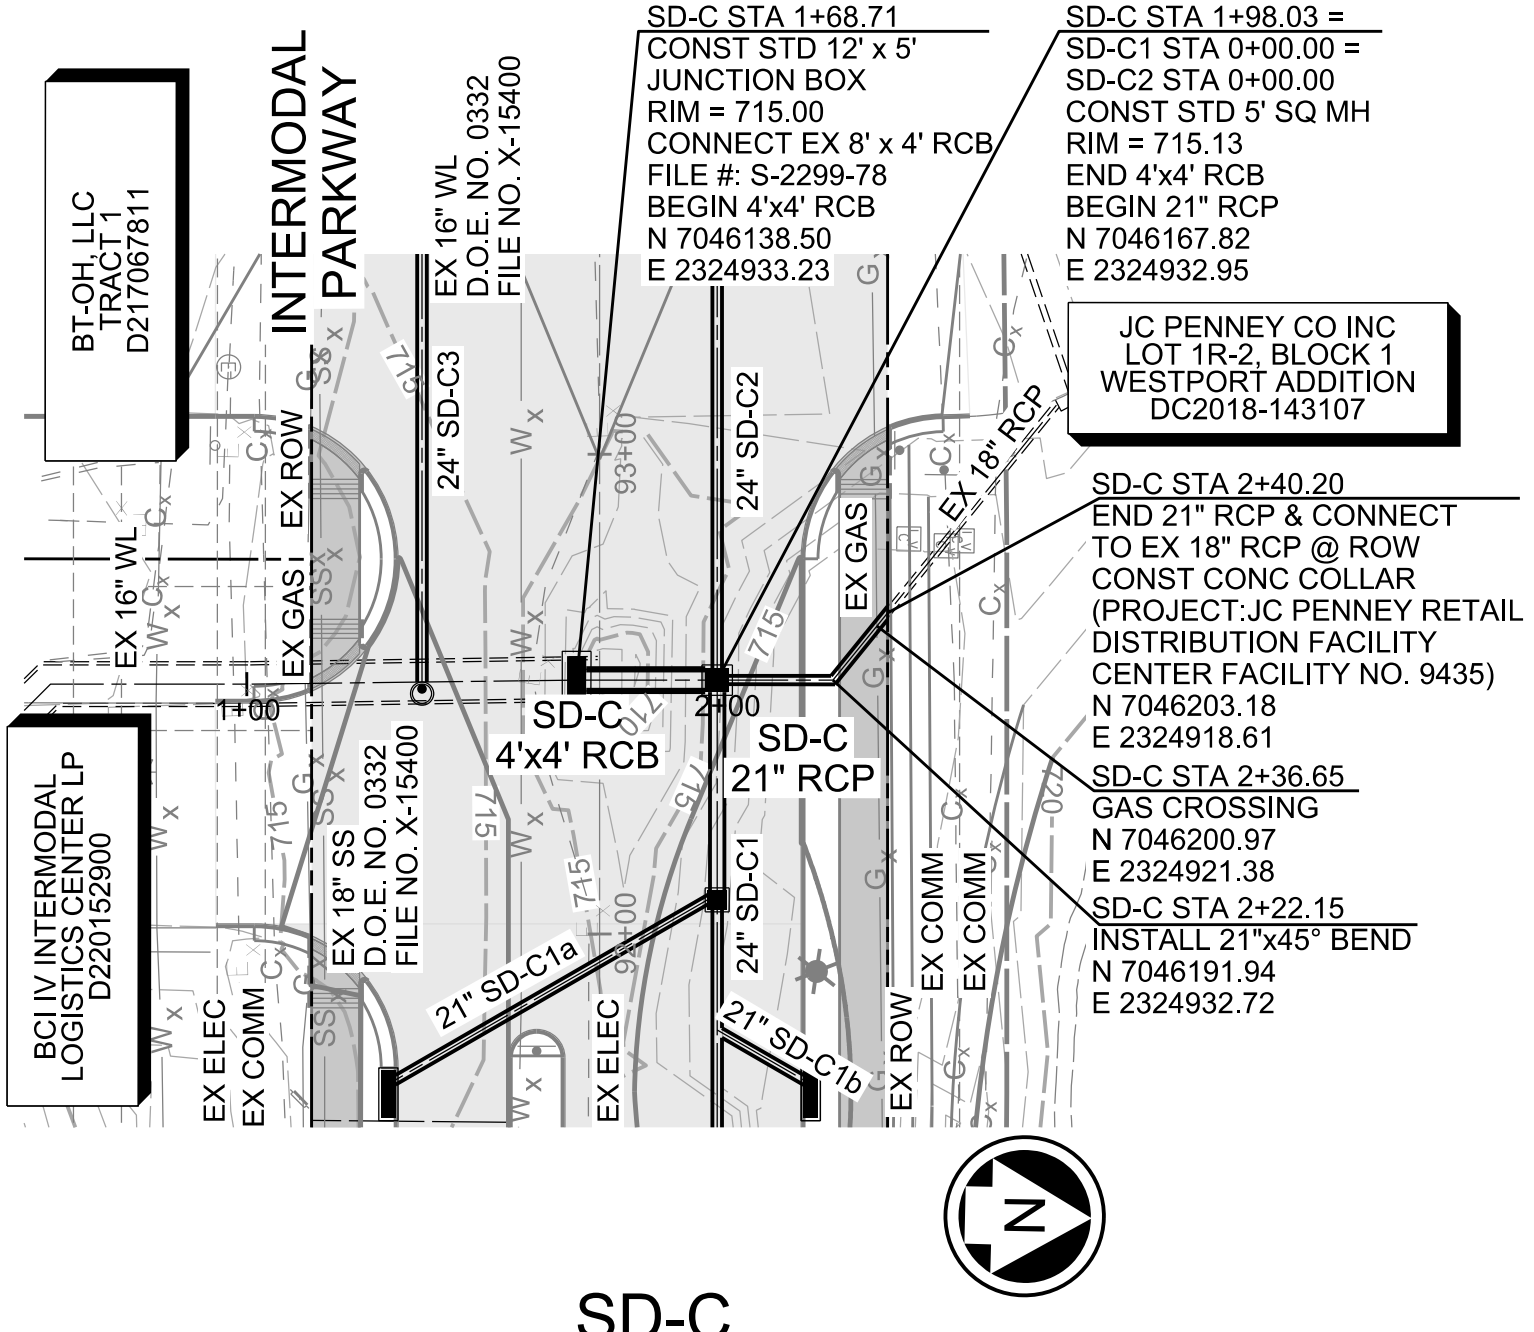 SD-C STA 1+68.71
CONST STD 12' x 5'
JUNCTION BOX
RIM = 715.00
CONNECT EX 8' x 4' RCB
FILE #: S-2299-78
BEGIN 4'x4' RCB
N 7046138.50
E 2324933.23
SD-C STA 1+98.03 =
SD-C1 STA 0+00.00 =
SD-C2 STA 0+00.00
CONST STD 5' SQ MH
RIM = 715.13
END 4'x4' RCB
BEGIN 21" RCP
N 7046167.82
E 2324932.95
BT-OH, LLC
TRACT 1
D217067811
INTERMODAL
PARKWAY
EX 16" WL
D.O.E. NO. 0332
FILE NO. X-15400
JC PENNEY CO INC
LOT 1R-2, BLOCK 1
WESTPORT ADDITION
DC2018-143107
SD-C STA 2+40.20
END 21" RCP & CONNECT
TO EX 18" RCP @ ROW
CONST CONC COLLAR
(PROJECT:JC PENNEY RETAIL
DISTRIBUTION FACILITY
CENTER FACILITY NO. 9435)
N 7046203.18
E 2324918.61
SD-C STA 2+36.65
GAS CROSSING
N 7046200.97
E 2324921.38
SD-C STA 2+22.15
INSTALL 21"x45° BEND
N 7046191.94
E 2324932.72
24" SD-C3
24" SD-C2
EX 18" RCP
EX ROW
EX GAS
EX 16" WL
EX GAS
93+00
715
715
710
1+00
2+00
SD-C
4'x4' RCB
SD-C
21" RCP
BCI IV INTERMODAL
LOGISTICS CENTER LP
D220152900
EX 18" SS
D.O.E. NO. 0332
FILE NO. X-15400
715
715
715
715
720
92+00
24" SD-C1
21" SD-C1a
21" SD-C1b
EX ELEC
EX COMM
EX ELEC
EX ROW
EX COMM
EX COMM
N
SD-C